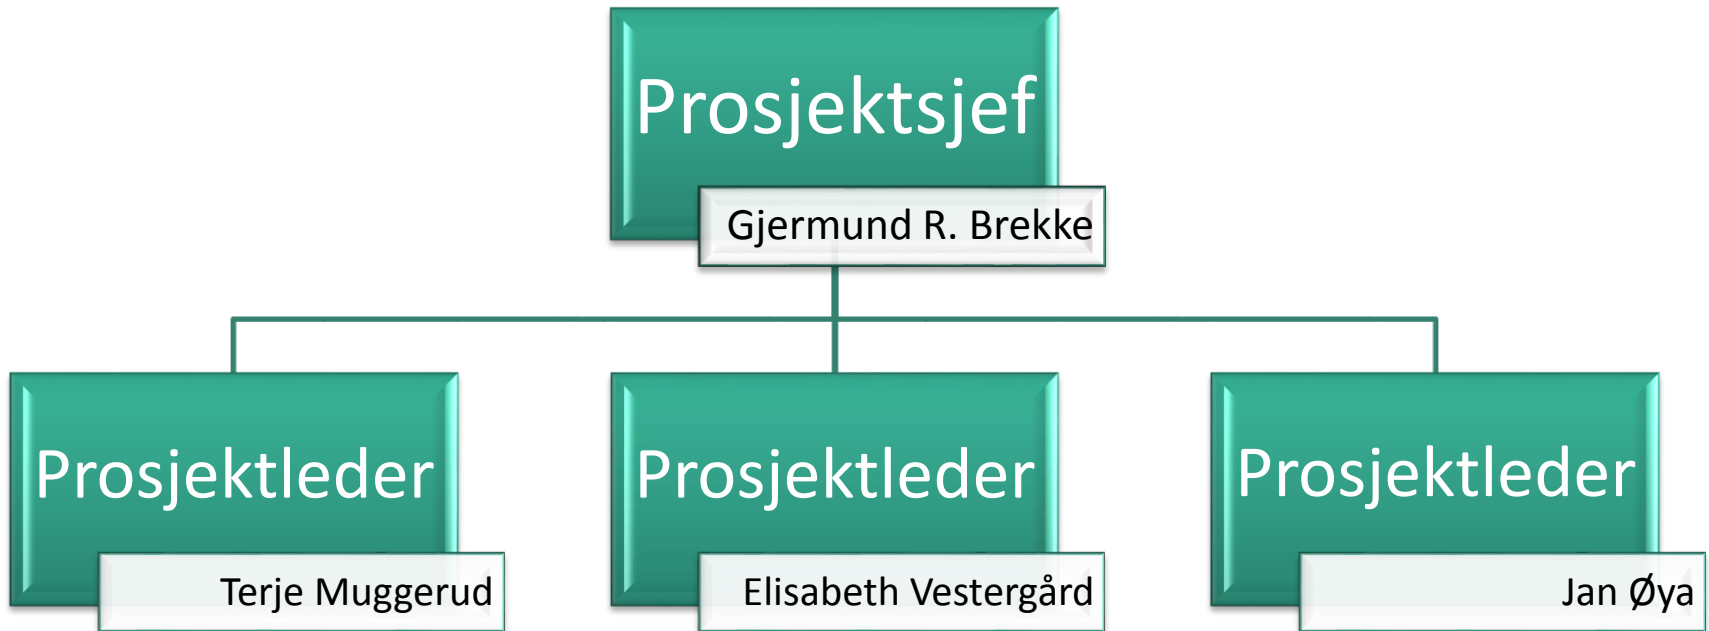 Prosjektsjef
Gjermund R. Brekke
Prosjektleder
Terje Muggerud
Prosjektleder
Elisabeth Vestergård
Prosjektleder
Jan Øya